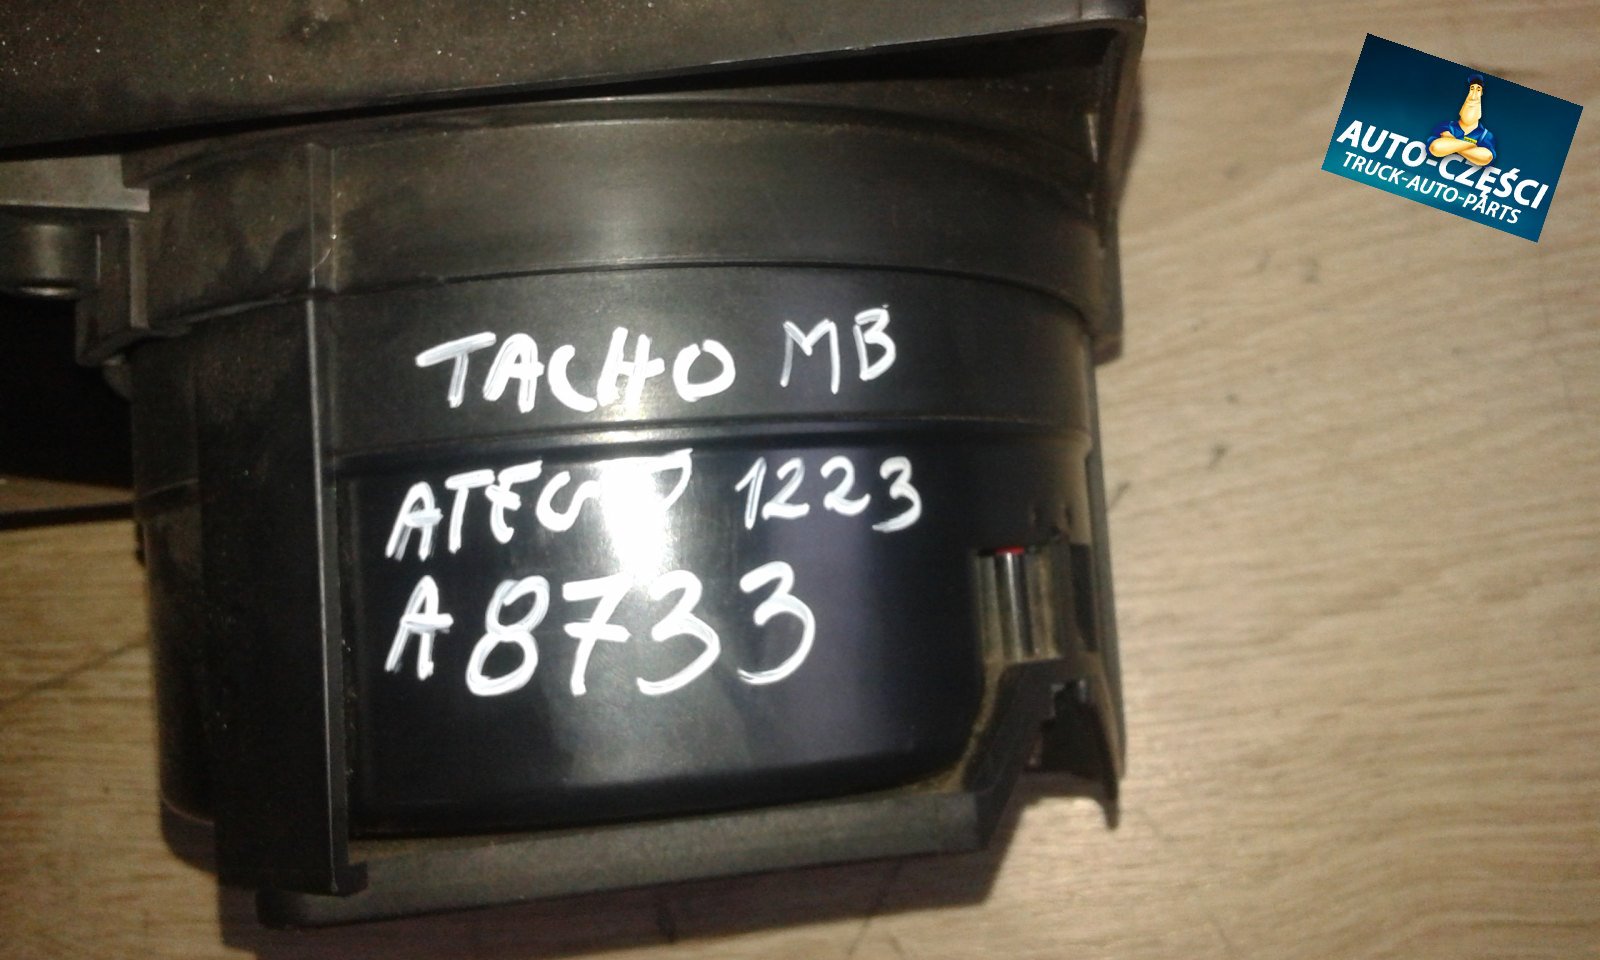 AUTO-CZĘŚCI
TRUCK-AUTO-PARTS
TACHO MB
ATEGO 1223
A8733